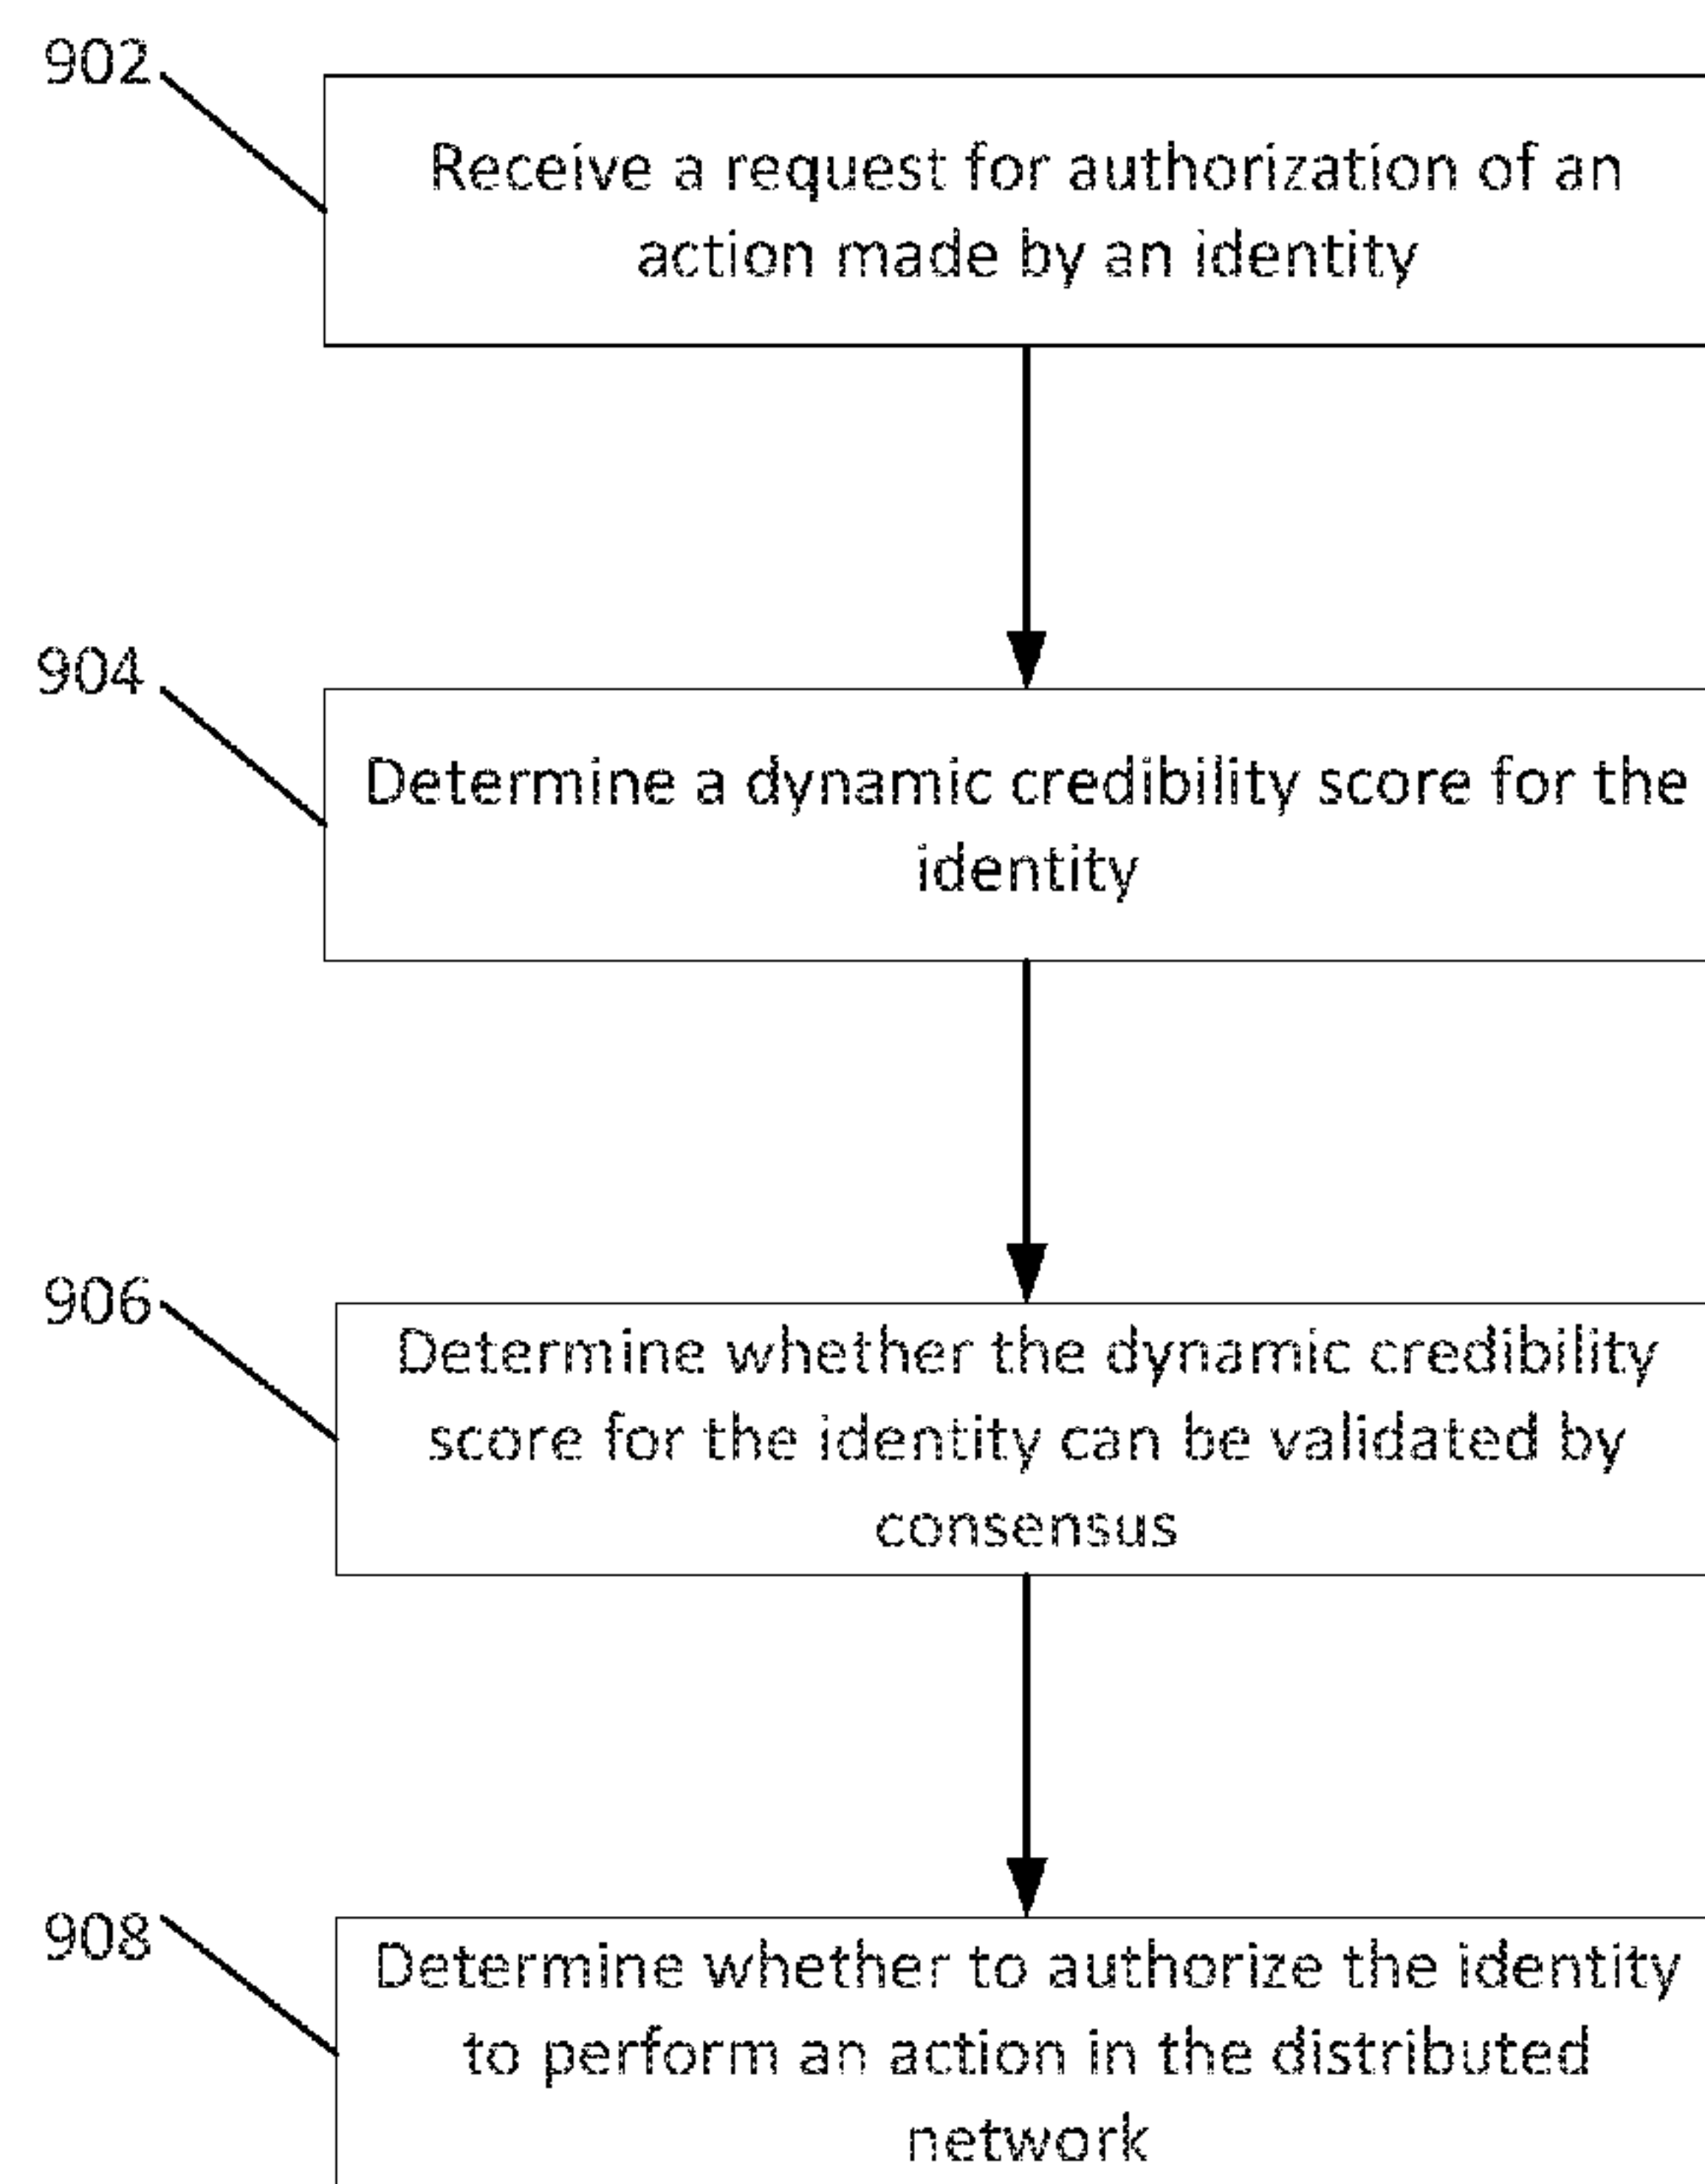 902
Receive a request for authorization of an
action made by an identity
904
Determine a dynamic credibility score for the
identity
906
Determine whether the dynamic credibility
score for the identity can be validated by
consensus
908
Determine whether to authorize the identity
to perform an action in the distributed
network